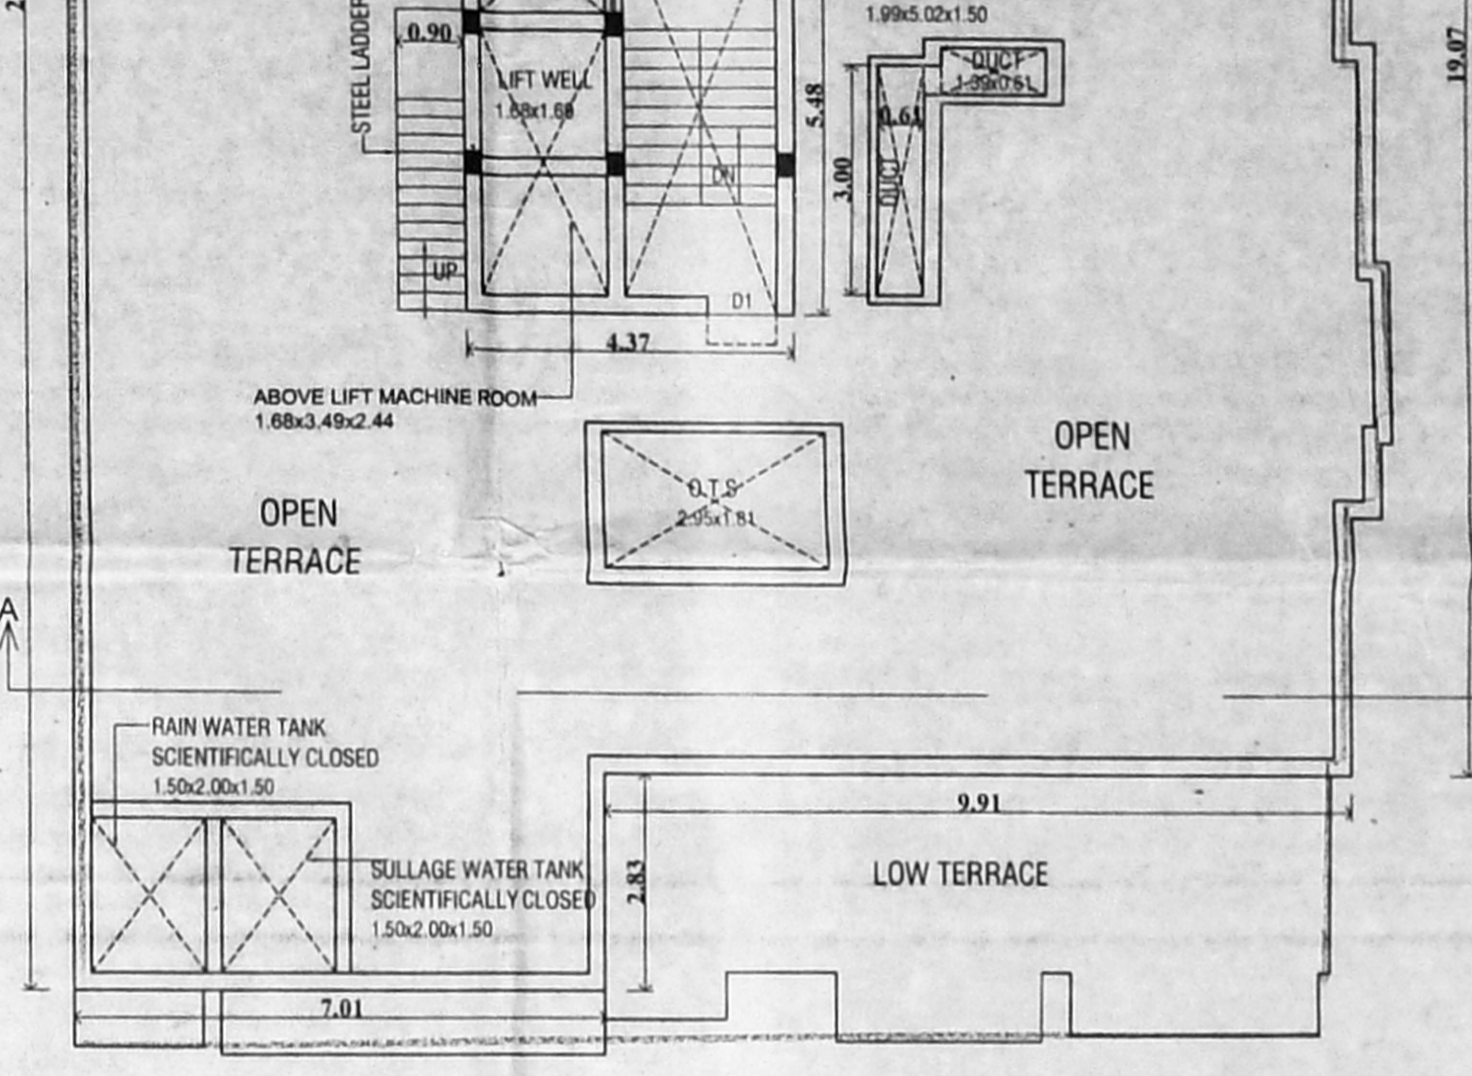 1.99x5.02x1.50
STEEL LADDER
0.90
LIFT WELL
1.68x1.68
DUCT
1.39x0.61
19.07
5.48
0.61
3.00
DUCT
DN
UP
D1
4.37
ABOVE LIFT MACHINE ROOM
1.68x3.49x2.44
OPEN
TERRACE
O.T.S
2.95x1.81
OPEN
TERRACE
A
RAIN WATER TANK
SCIENTIFICALLY CLOSED
1.50x2.00x1.50
9.91
SULLAGE WATER TANK
SCIENTIFICALLY CLOSED
1.50x2.00x1.50
2.83
LOW TERRACE
7.01